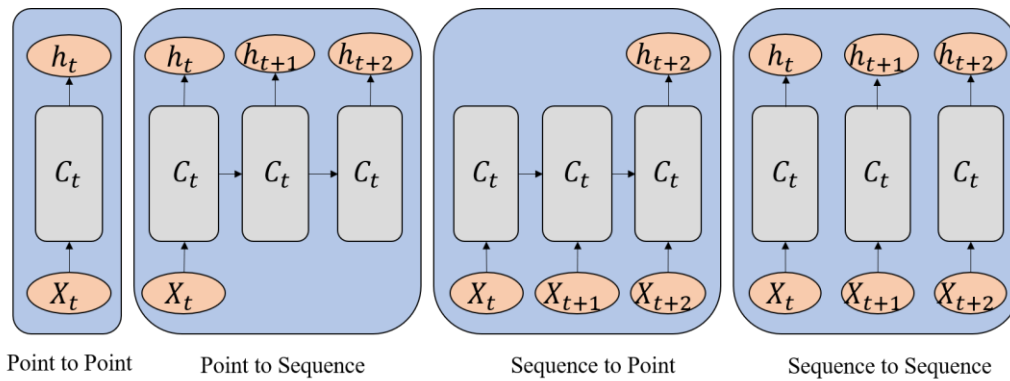 h_t h_t h_{t+1} h_{t+2} h_{t+2} h_t h_{t+1} h_{t+2}
C_t C_t C_t C_t C_t C_t C_t C_t C_t C_t
X_t X_t X_t X_{t+1} X_{t+2} X_t X_{t+1} X_{t+2}
Point to Point Point to Sequence Sequence to Point Sequence to Sequence